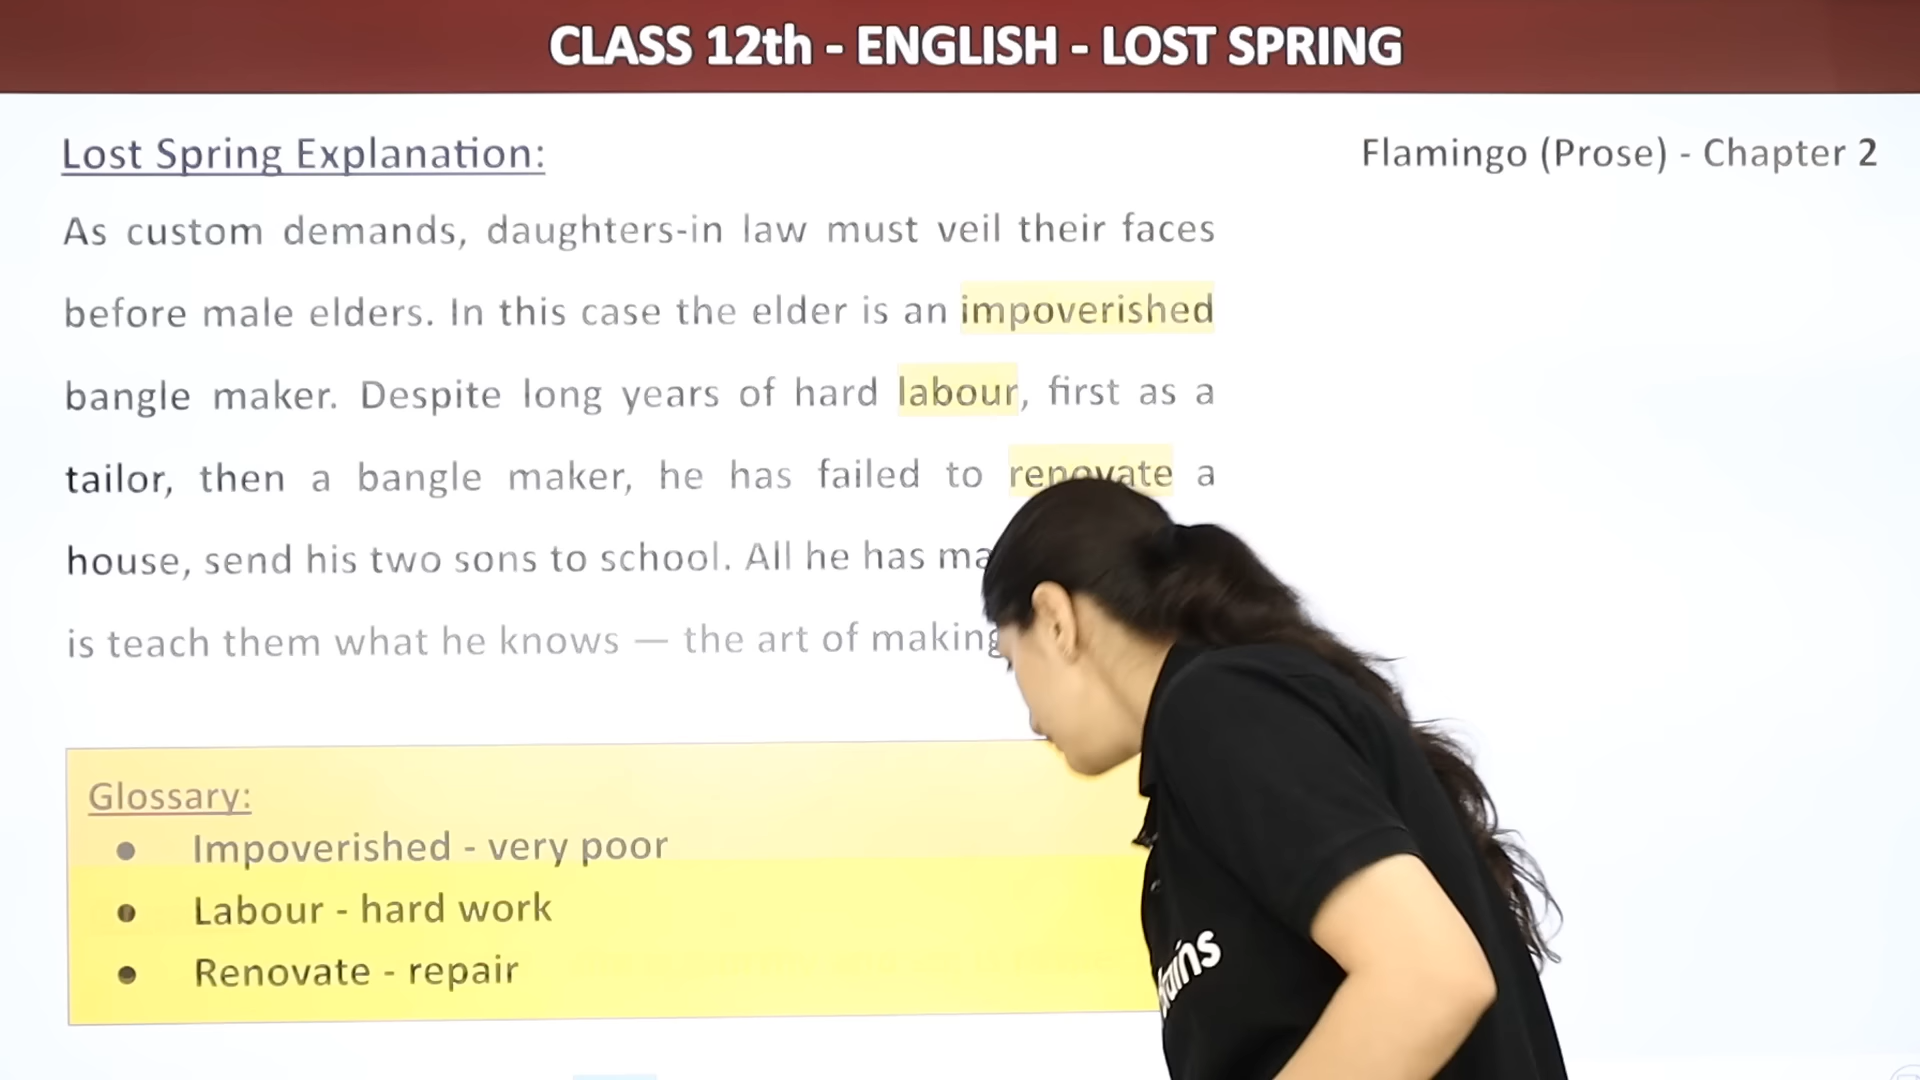 CLASS 12th - ENGLISH - LOST SPRING
Lost Spring Explanation:
Flamingo (Prose) - Chapter 2
As custom demands, daughters-in law must veil their faces
before male elders. In this case the elder is an impoverished
bangle maker. Despite long years of hard labour, first as a
tailor, then a bangle maker, he has failed to renovate a
house, send his two sons to school. All he has
is teach them what he knows — the art of making
Glossary:
● Impoverished - very poor
● Labour - hard work
● Renovate - repair